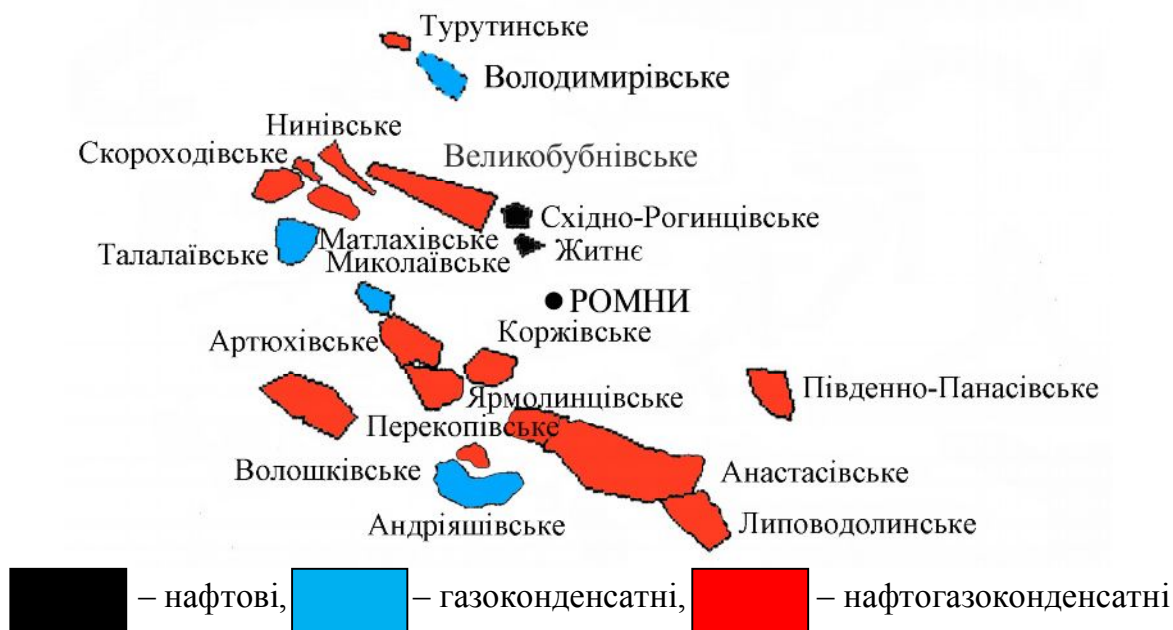 Турутинське
Володимирівське
Нинівське
Скороходівське
Великобубнівське
Східно-Рогинцівське
Матлахівське
Житнє
Талалаївське
Миколаївське
РОМНИ
Артюхівське
Коржівське
Південно-Панасівське
Ярмолинцівське
Перекопівське
Волошківське
Анастасівське
Андріяшівське
Липоводолинське
– нафтові, – газоконденсатні, – нафтогазоконденсатні